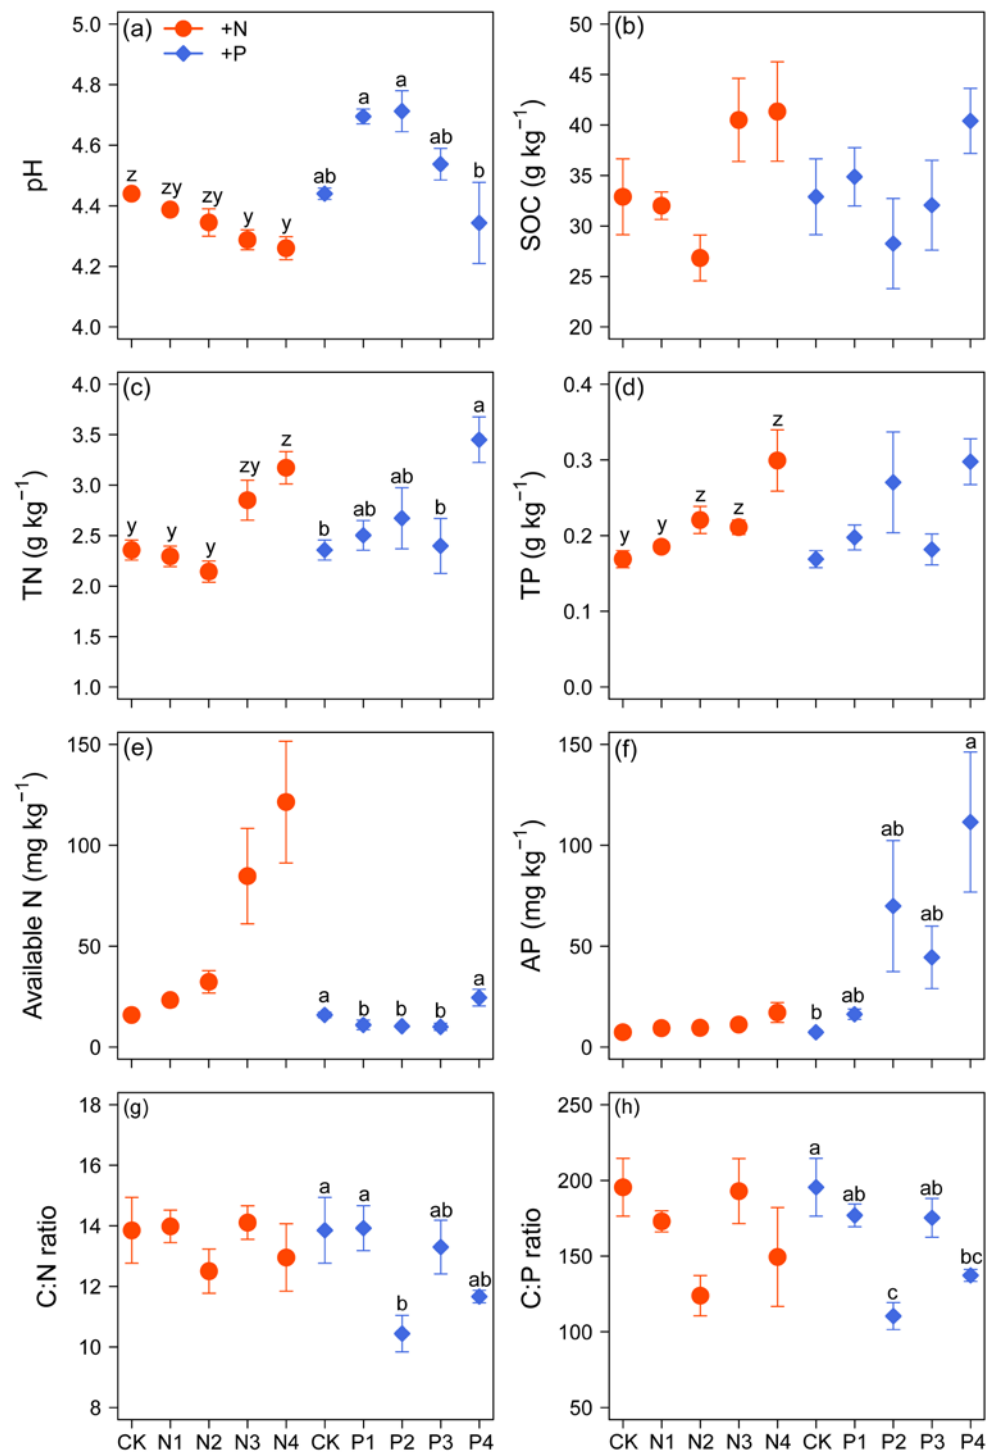 (a)
+N
+P
5.0
4.8
4.6
4.4
4.2
4.0
pH
z
zy
zy
y
y
ab
a
a
ab
b
(b)
50
45
40
35
30
25
20
SOC (g kg⁻¹)
(c)
4.0
3.5
3.0
2.5
2.0
1.5
1.0
TN (g kg⁻¹)
y
y
y
zy
z
b
ab
ab
b
a
(d)
0.4
0.3
0.2
0.1
0.0
TP (g kg⁻¹)
y
y
z
z
z
(e)
150
100
50
0
Available N (mg kg⁻¹)
a
b
b
b
a
(f)
150
100
50
0
AP (mg kg⁻¹)
b
ab
ab
ab
a
(g)
18
16
14
12
10
8
C:N ratio
a
a
b
ab
ab
CK N1 N2 N3 N4 CK P1 P2 P3 P4
(h)
250
200
150
100
50
C:P ratio
a
ab
c
ab
bc
CK N1 N2 N3 N4 CK P1 P2 P3 P4